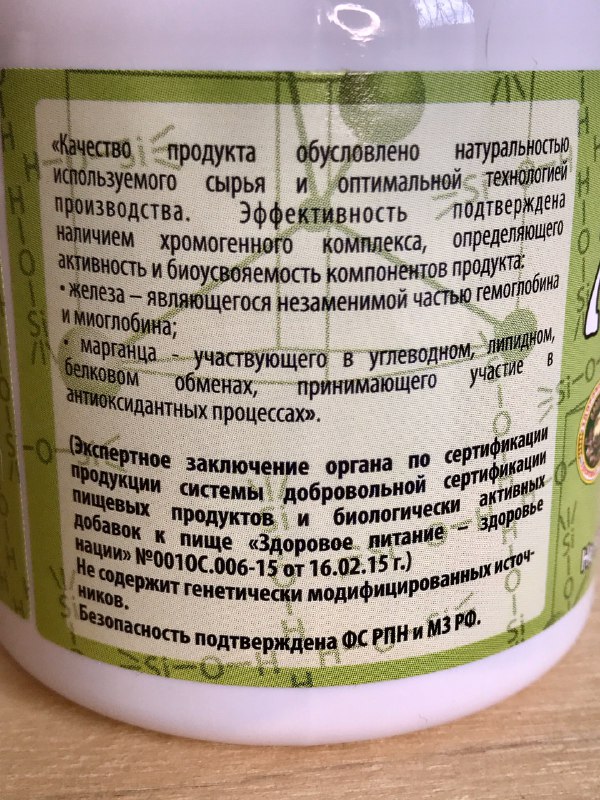 «Качество продукта обусловлено натуральностью
используемого сырья и оптимальной технологией
производства. Эффективность подтверждена
наличием хромогенного комплекса, определяющего
активность и биоусвояемость компонентов продукта:
• железа – являющегося незаменимой частью гемоглобина
и миоглобина;
• марганца - участвующего в углеводном, липидном,
белковом обменах, принимающего участие в
антиоксидантных процессах».
(Экспертное заключение органа по сертификации
продукции системы добровольной сертификации
пищевых продуктов и биологически активных
добавок к пище «Здоровое питание – здоровье
нации» №001ОС.006-15 от 16.02.15 г.)
Не содержит генетически модифицированных источ-
ников.
Безопасность подтверждена ФС РПН и МЗ РФ.